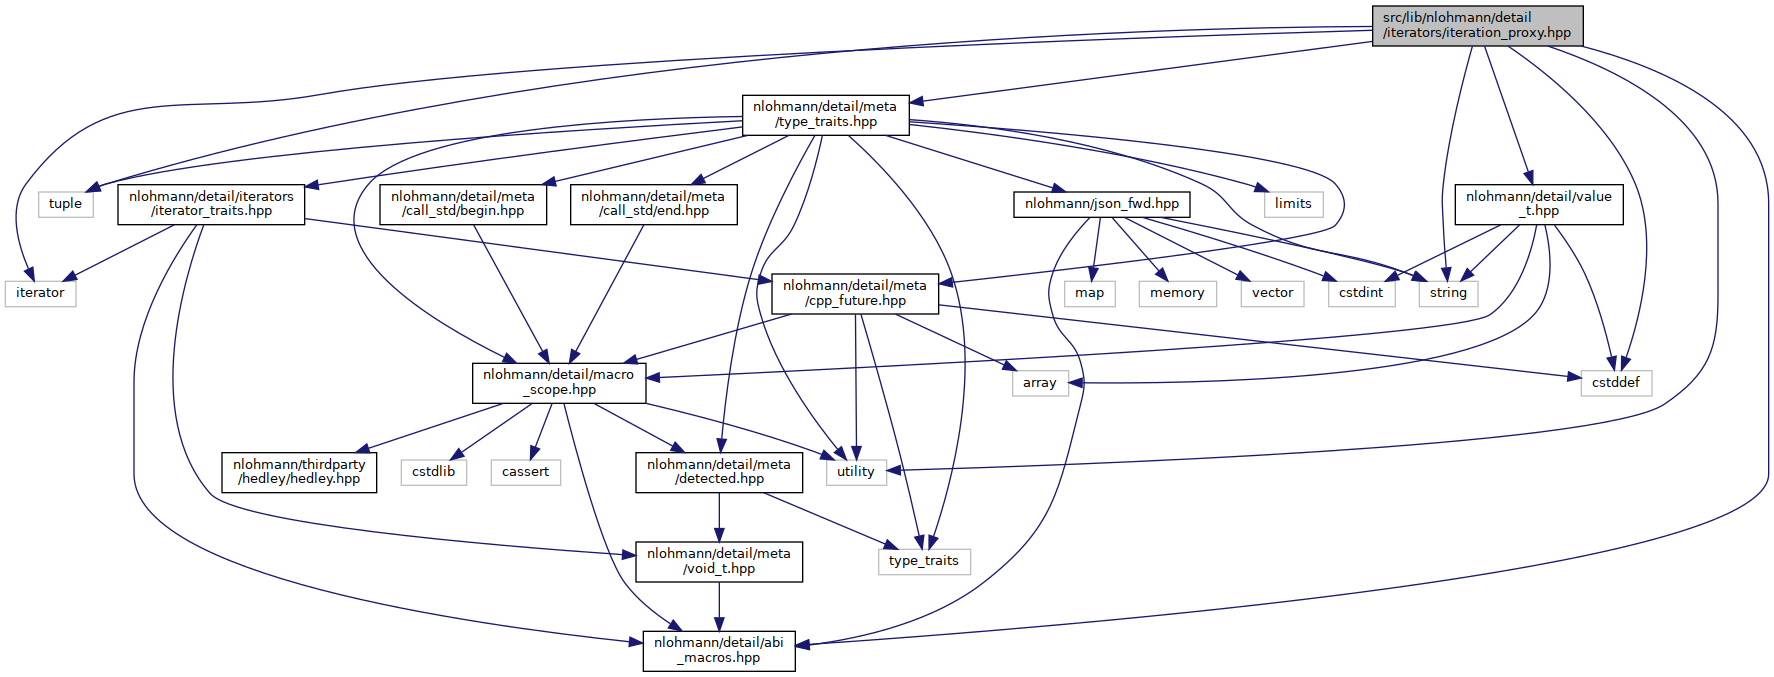 src/lib/nlohmann/detail
/iterators/iteration_proxy.hpp
nlohmann/detail/meta
/type_traits.hpp
tuple
nlohmann/detail/iterators
/iterator_traits.hpp
nlohmann/detail/meta
/call_std/begin.hpp
nlohmann/detail/meta
/call_std/end.hpp
nlohmann/json_fwd.hpp
limits
nlohmann/detail/value
_t.hpp
iterator
nlohmann/detail/meta
/cpp_future.hpp
map
memory
vector
cstdint
string
nlohmann/detail/macro
_scope.hpp
array
cstddef
nlohmann/thirdparty
/hedley/hedley.hpp
cstdlib
cassert
nlohmann/detail/meta
/detected.hpp
utility
nlohmann/detail/meta
/void_t.hpp
type_traits
nlohmann/detail/abi
_macros.hpp